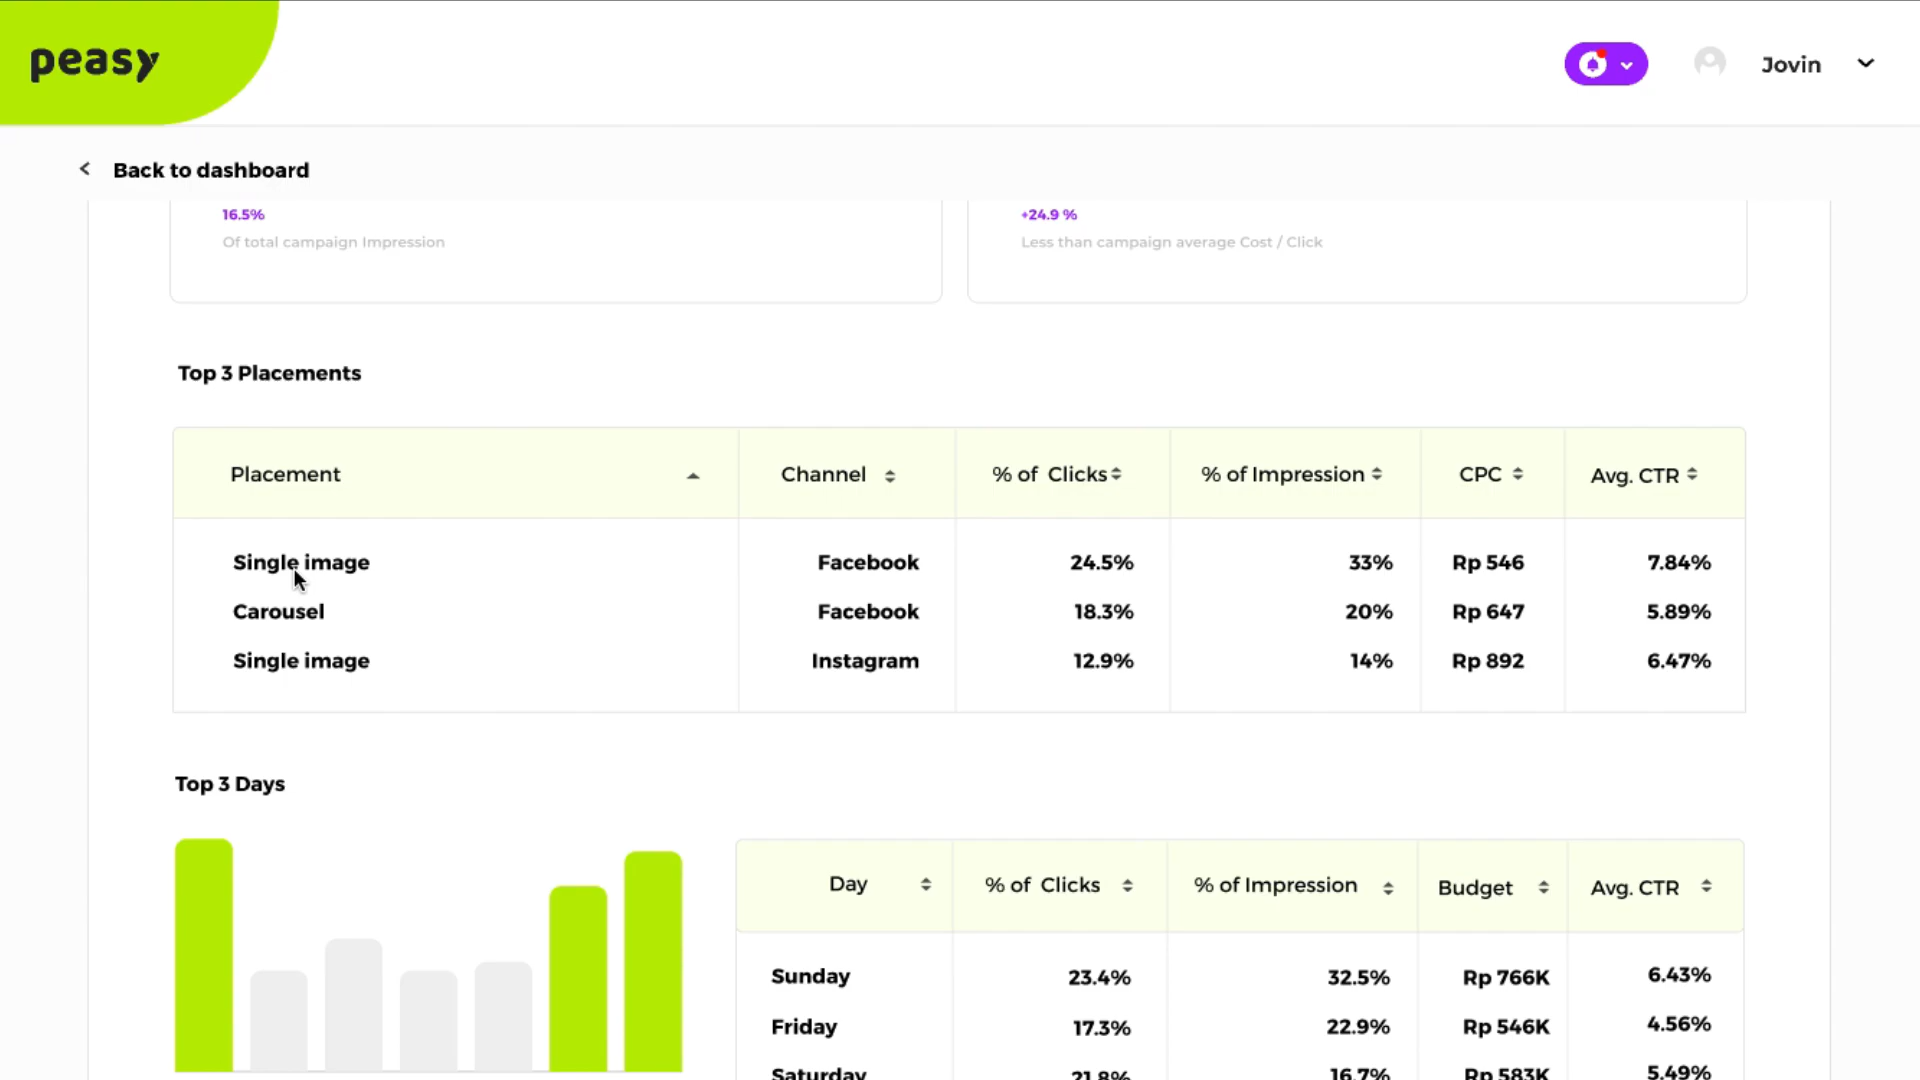 peasy
Jovin
Back to dashboard
16.5%
Of total campaign Impression
+24.9 %
Less than campaign average Cost / Click
Top 3 Placements
Placement Channel % of Clicks % of Impression CPC Avg. CTR
Single image Facebook 24.5% 33% Rp 546 7.84%
Carousel Facebook 18.3% 20% Rp 647 5.89%
Single image Instagram 12.9% 14% Rp 892 6.47%
Top 3 Days
Day % of Clicks % of Impression Budget Avg. CTR
Sunday 23.4% 32.5% Rp 766K 6.43%
Friday 17.3% 22.9% Rp 546K 4.56%
Saturday 21.8% 16.7% Rp 583K 5.49%